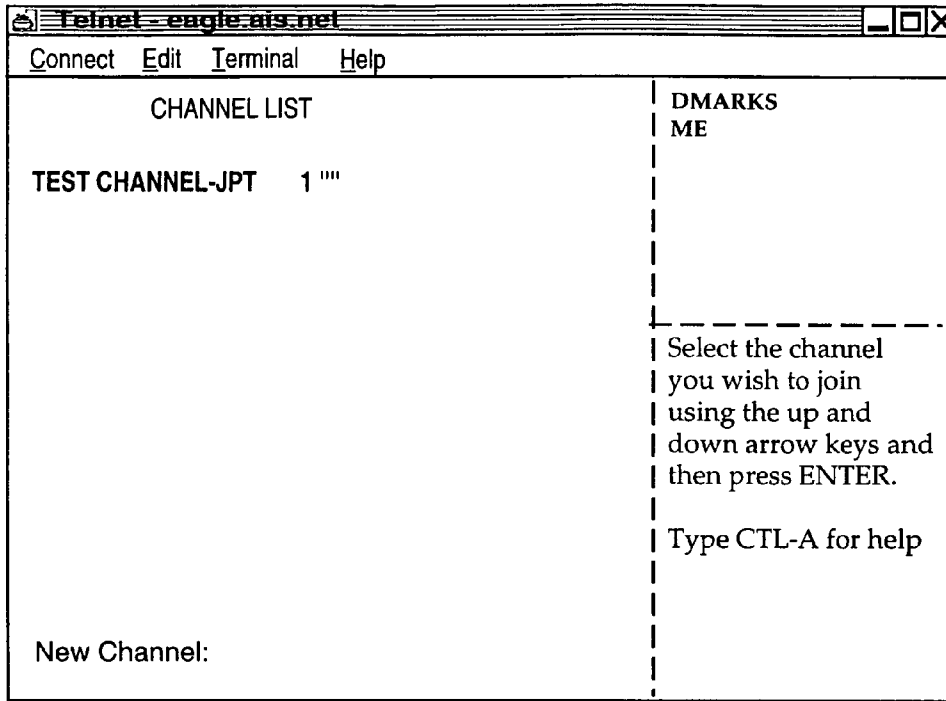 Telnet - eagle.ais.net
Connect Edit Terminal Help
CHANNEL LIST
TEST CHANNEL-JPT 1 ""
New Channel:
DMARKS
ME
Select the channel
you wish to join
using the up and
down arrow keys and
then press ENTER.
Type CTL-A for help